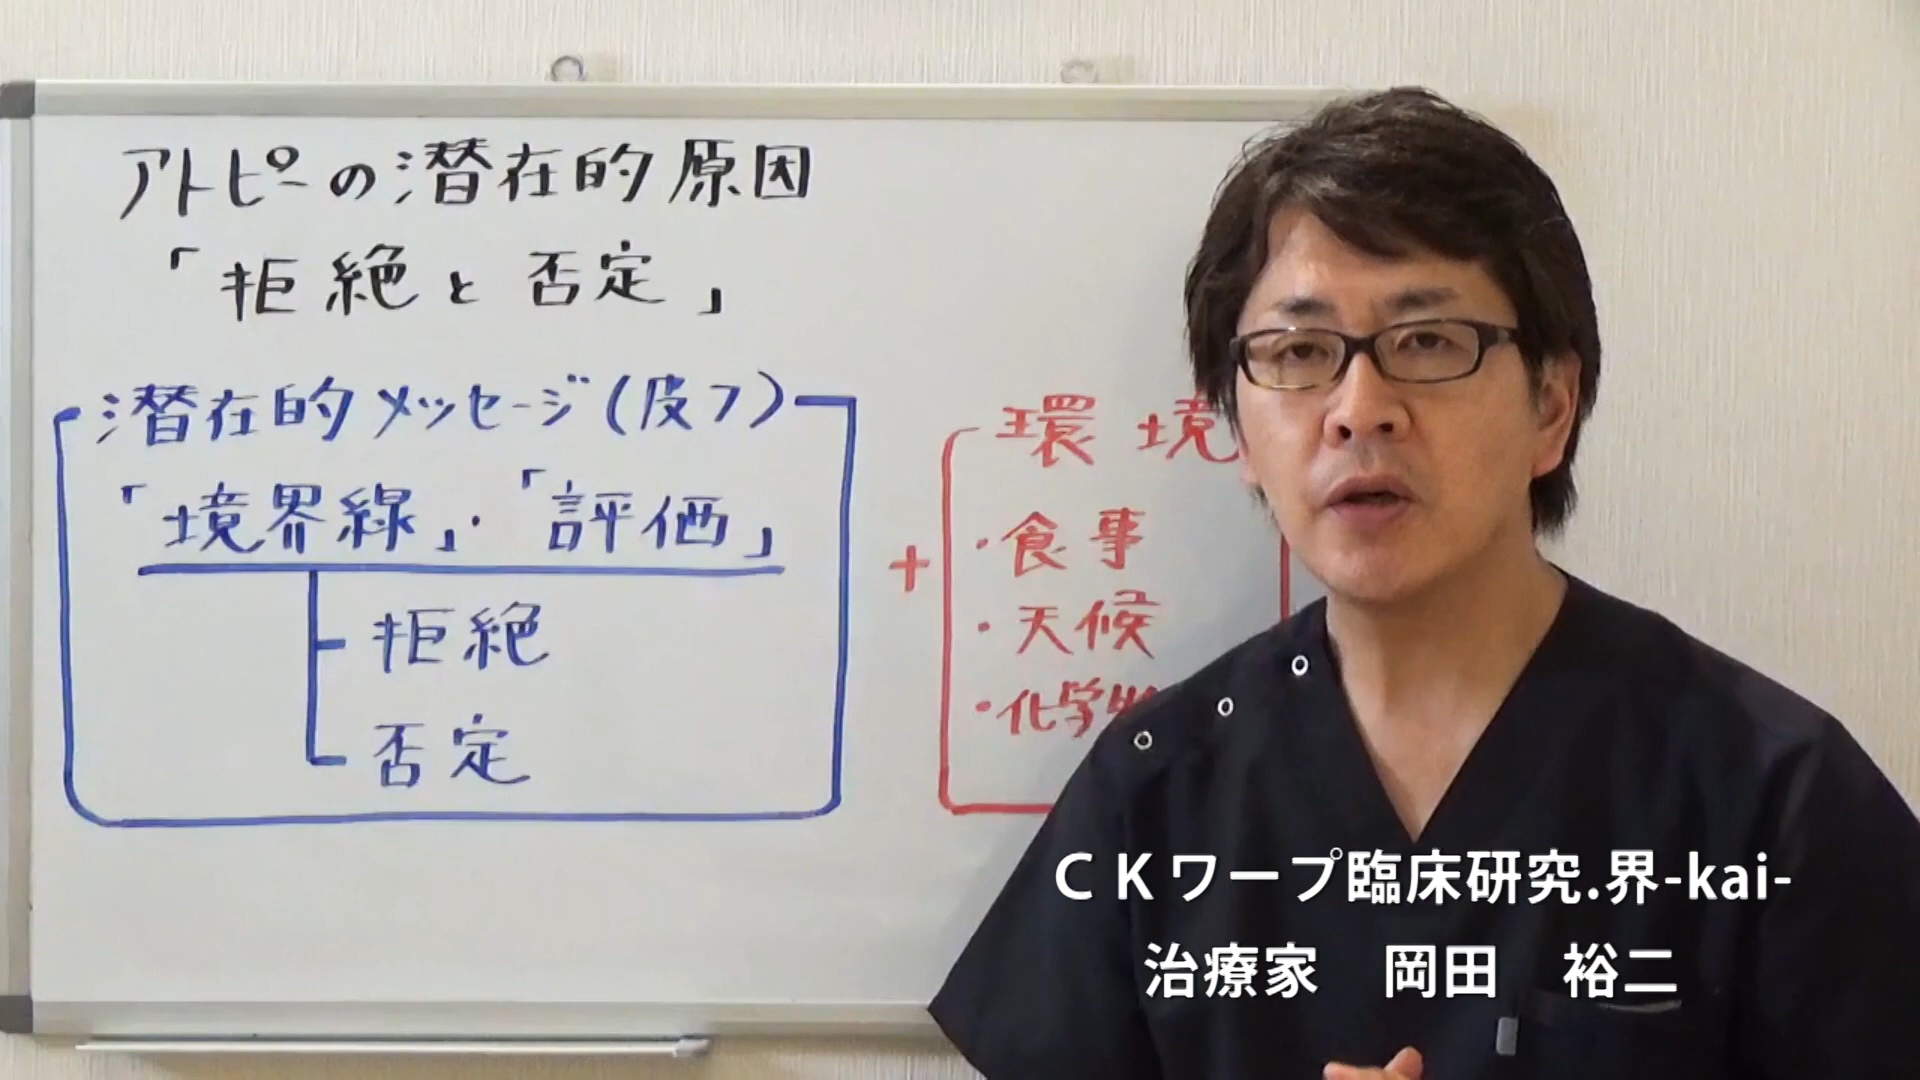 アトピーの潜在的原因
「拒絶と否定」
潜在的メッセージ(皮フ)
「境界線」・「評価」
拒絶
否定
+
環境
・食事
・天候
・化学
CKワープ臨床研究.界-kai-
治療家 岡田 裕二